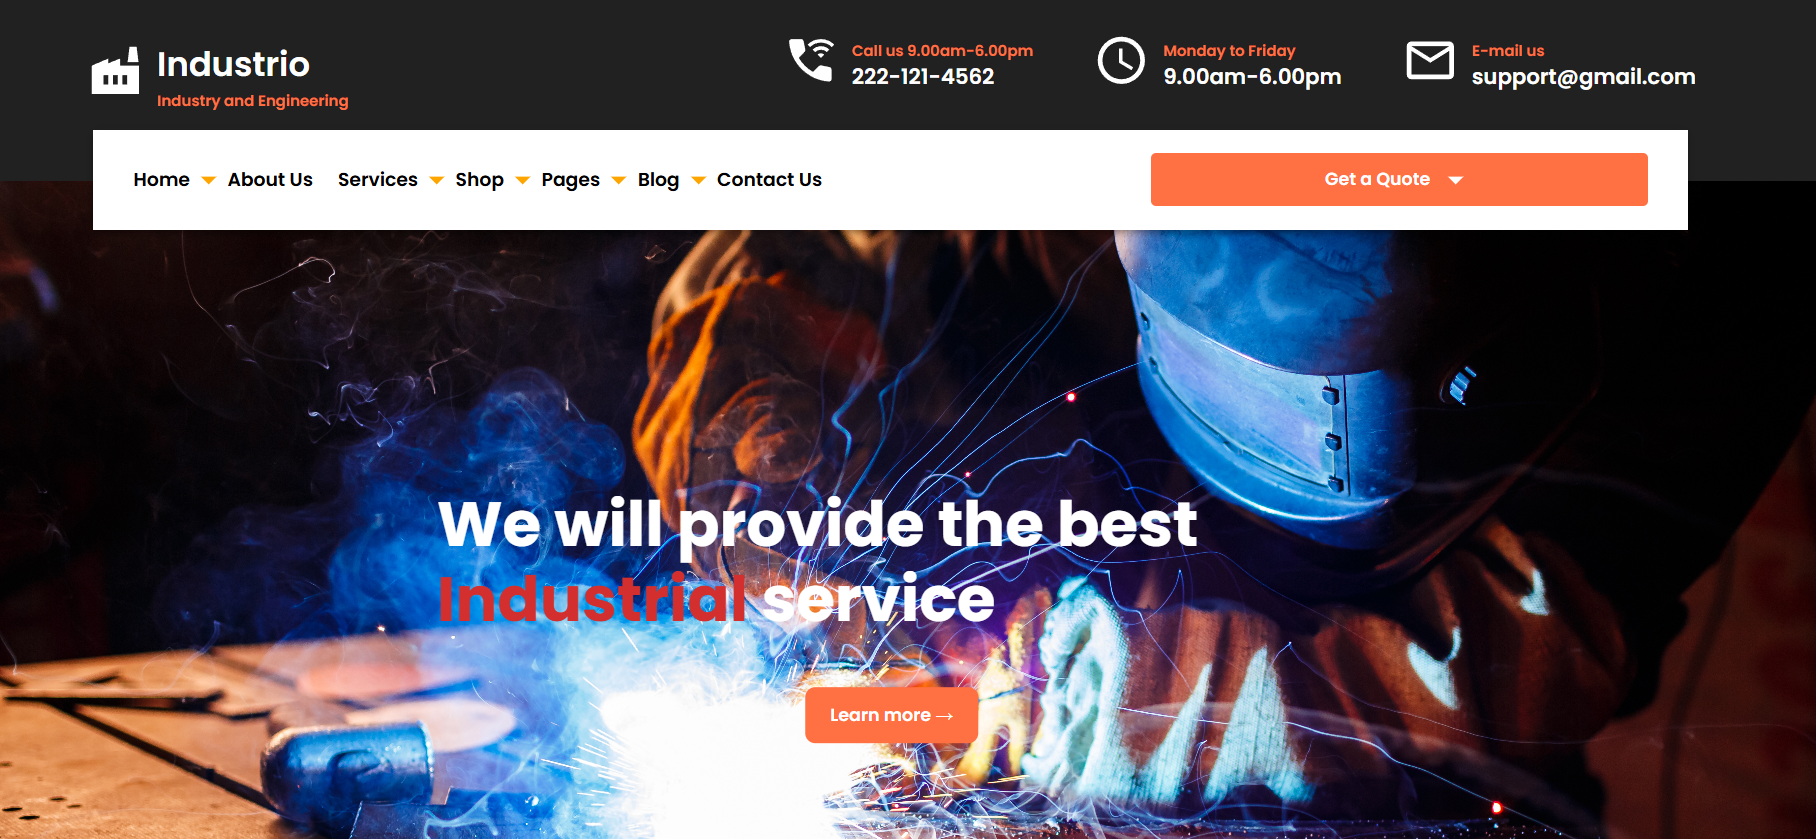 Industrio
Industry and Engineering
Call us 9.00am-6.00pm
222-121-4562
Monday to Friday
9.00am-6.00pm
E-mail us
support@gmail.com
Home About Us Services Shop Pages Blog Contact Us
Get a Quote
We will provide the best
Industrial service
Learn more →